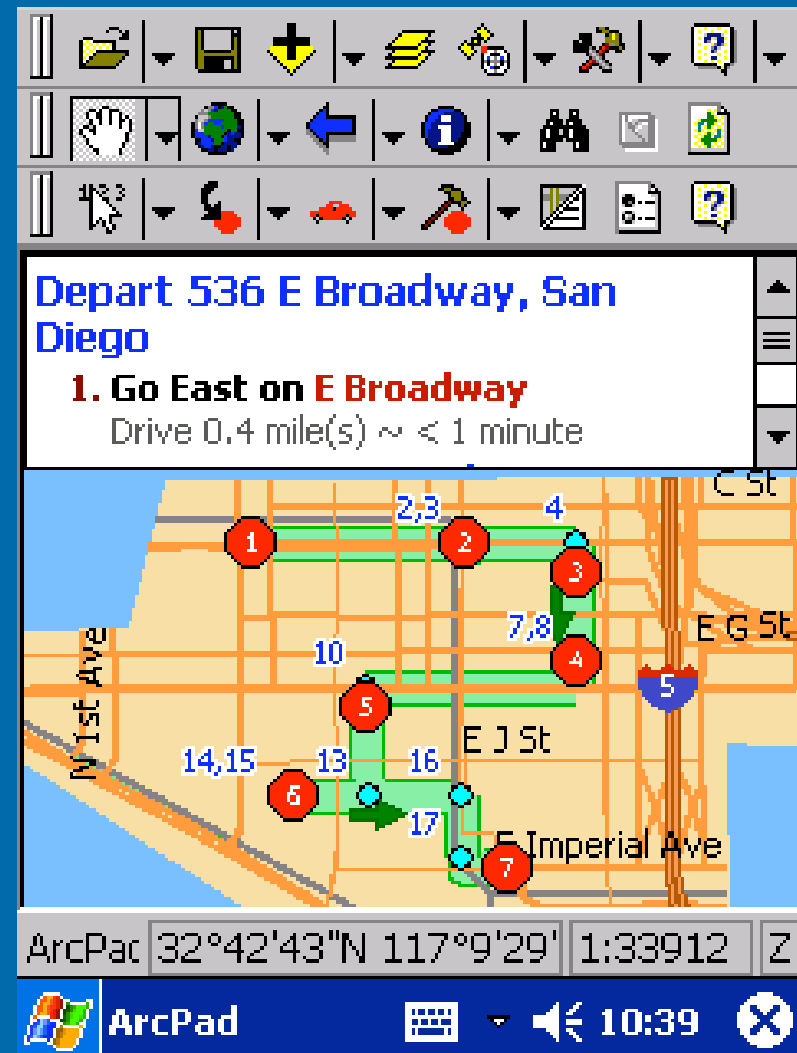 Depart 536 E Broadway, San
Diego
1. Go East on E Broadway
Drive 0.4 mile(s) ~ < 1 minute
C St
2,3
4
1
2
3
7,8
E G St
10
4
N 1st Ave
5
5
E J St
14,15
13
16
6
17
E Imperial Ave
7
ArcPac 32°42'43"N 117°9'29' 1:33912 Z
ArcPad 10:39